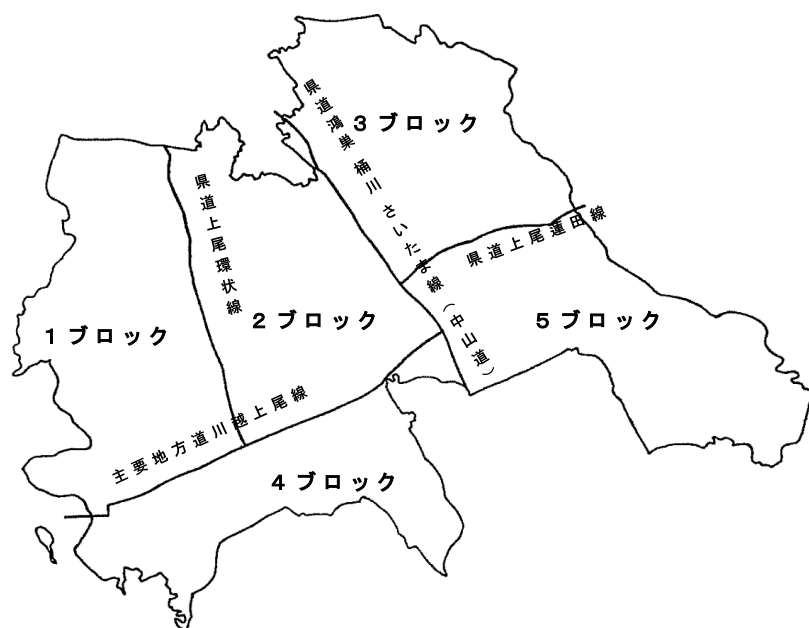 3ブロック
県道鴻巣桶川さいたま線(中山道)
県道上尾環状線
県道上尾蓮田線
1ブロック
2ブロック
5ブロック
主要地方道川越上尾線
4ブロック